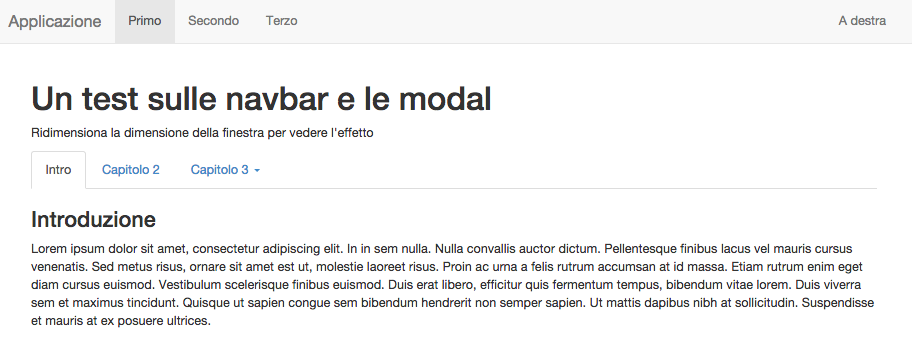 Applicazione Primo Secondo Terzo A destra
Un test sulle navbar e le modal
Ridimensiona la dimensione della finestra per vedere l'effetto
Intro Capitolo 2 Capitolo 3
Introduzione
Lorem ipsum dolor sit amet, consectetur adipiscing elit. In in sem nulla. Nulla convallis auctor dictum. Pellentesque finibus lacus vel mauris cursus
venenatis. Sed metus risus, ornare sit amet est ut, molestie laoreet risus. Proin ac urna a felis rutrum accumsan at id massa. Etiam rutrum enim eget
diam cursus euismod. Vestibulum scelerisque finibus euismod. Duis erat libero, efficitur quis fermentum tempus, bibendum vitae lorem. Duis viverra
sem et maximus tincidunt. Quisque ut sapien congue sem bibendum hendrerit non semper sapien. Ut mattis dapibus nibh at sollicitudin. Suspendisse
et mauris at ex posuere ultrices.